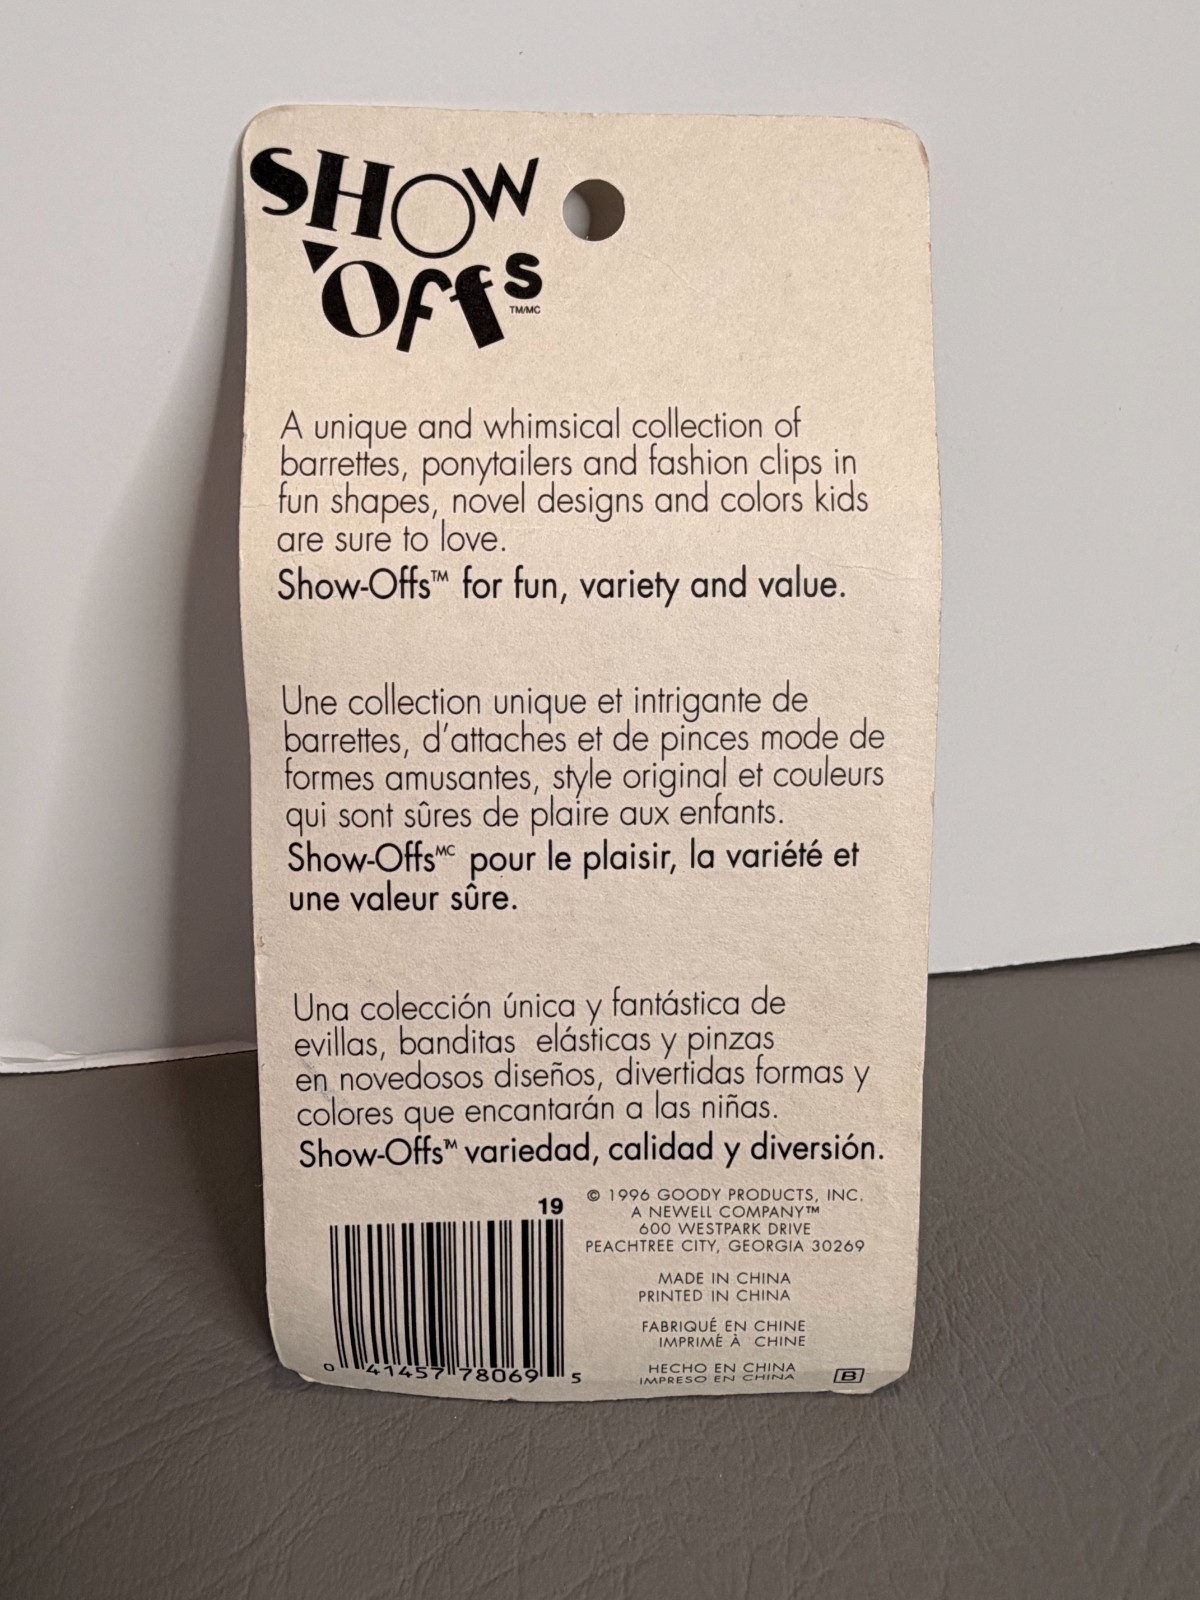 SHOW
OffS
TM/MC
A unique and whimsical collection of
barrettes, ponytailers and fashion clips in
fun shapes, novel designs and colors kids
are sure to love.
Show-Offs™ for fun, variety and value.
Une collection unique et intrigante de
barrettes, d'attaches et de pinces mode de
formes amusantes, style original et couleurs
qui sont sûres de plaire aux enfants.
Show-OffsMC pour le plaisir, la variété et
une valeur sûre.
Una colección única y fantástica de
evillas, banditas elásticas y pinzas
en novedosos diseños, divertidas formas y
colores que encantarán a las niñas.
Show-Offs™ variedad, calidad y diversión.
19
0 41457 78069 5
© 1996 GOODY PRODUCTS, INC.
A NEWELL COMPANY™
600 WESTPARK DRIVE
PEACHTREE CITY, GEORGIA 30269
MADE IN CHINA
PRINTED IN CHINA
FABRIQUÉ EN CHINE
IMPRIMÉ À CHINE
HECHO EN CHINA
IMPRESO EN CHINA
B